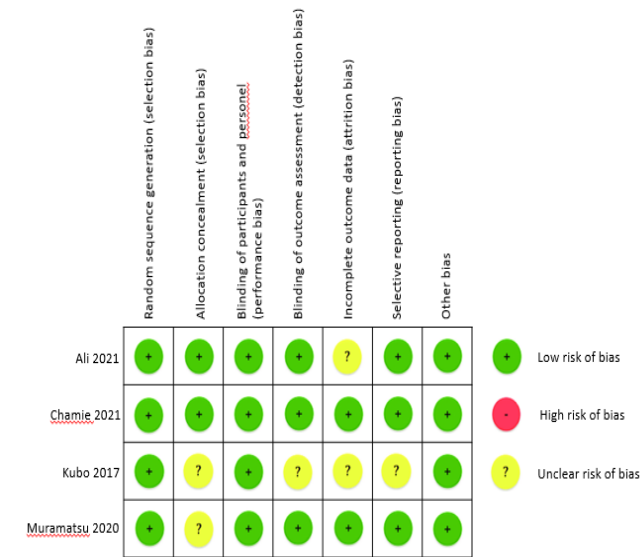 Random sequence generation (selection bias)
Allocation concealment (selection bias)
Blinding of participants and personel
(performance bias)
Blinding of outcome assessment (detection bias)
Incomplete outcome data (attrition bias)
Selective reporting (reporting bias)
Other bias
Ali 2021 + + + + ? + + + Low risk of bias
Chamie 2021 + + + + + + + - High risk of bias
Kubo 2017 + ? + ? ? ? + ? Unclear risk of bias
Muramatsu 2020 + ? + + + + +